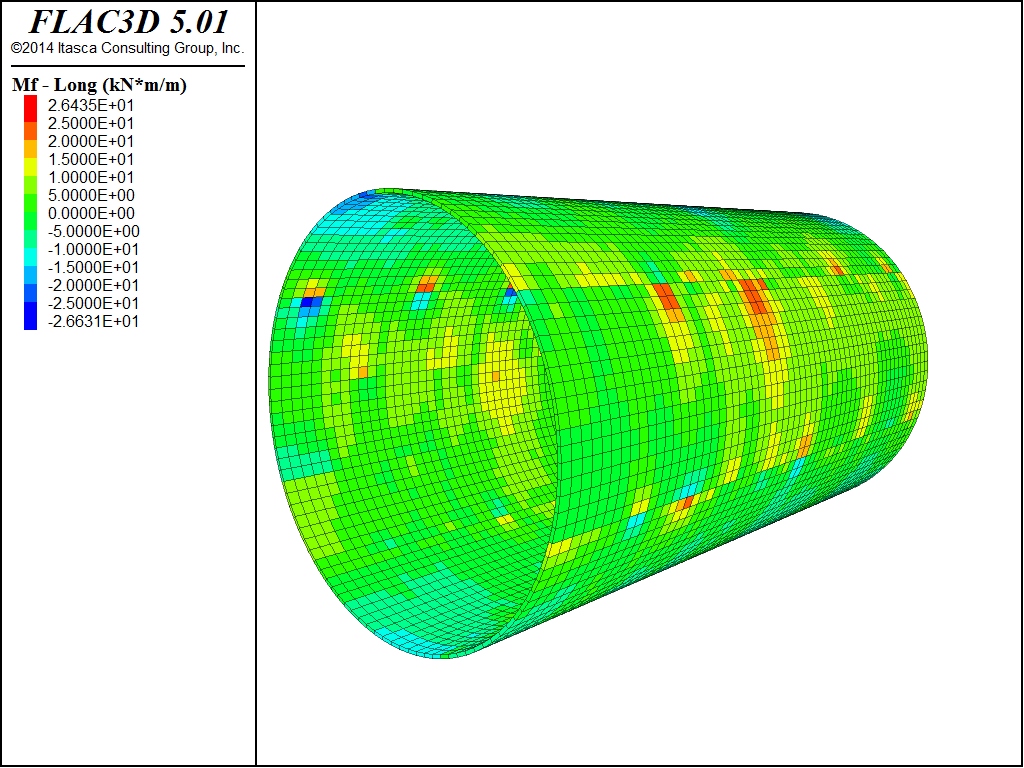 FLAC3D 5.01
©2014 Itasca Consulting Group, Inc.
Mf - Long (kN*m/m)
2.6435E+01
2.5000E+01
2.0000E+01
1.5000E+01
1.0000E+01
5.0000E+00
0.0000E+00
-5.0000E+00
-1.0000E+01
-1.5000E+01
-2.0000E+01
-2.5000E+01
-2.6631E+01